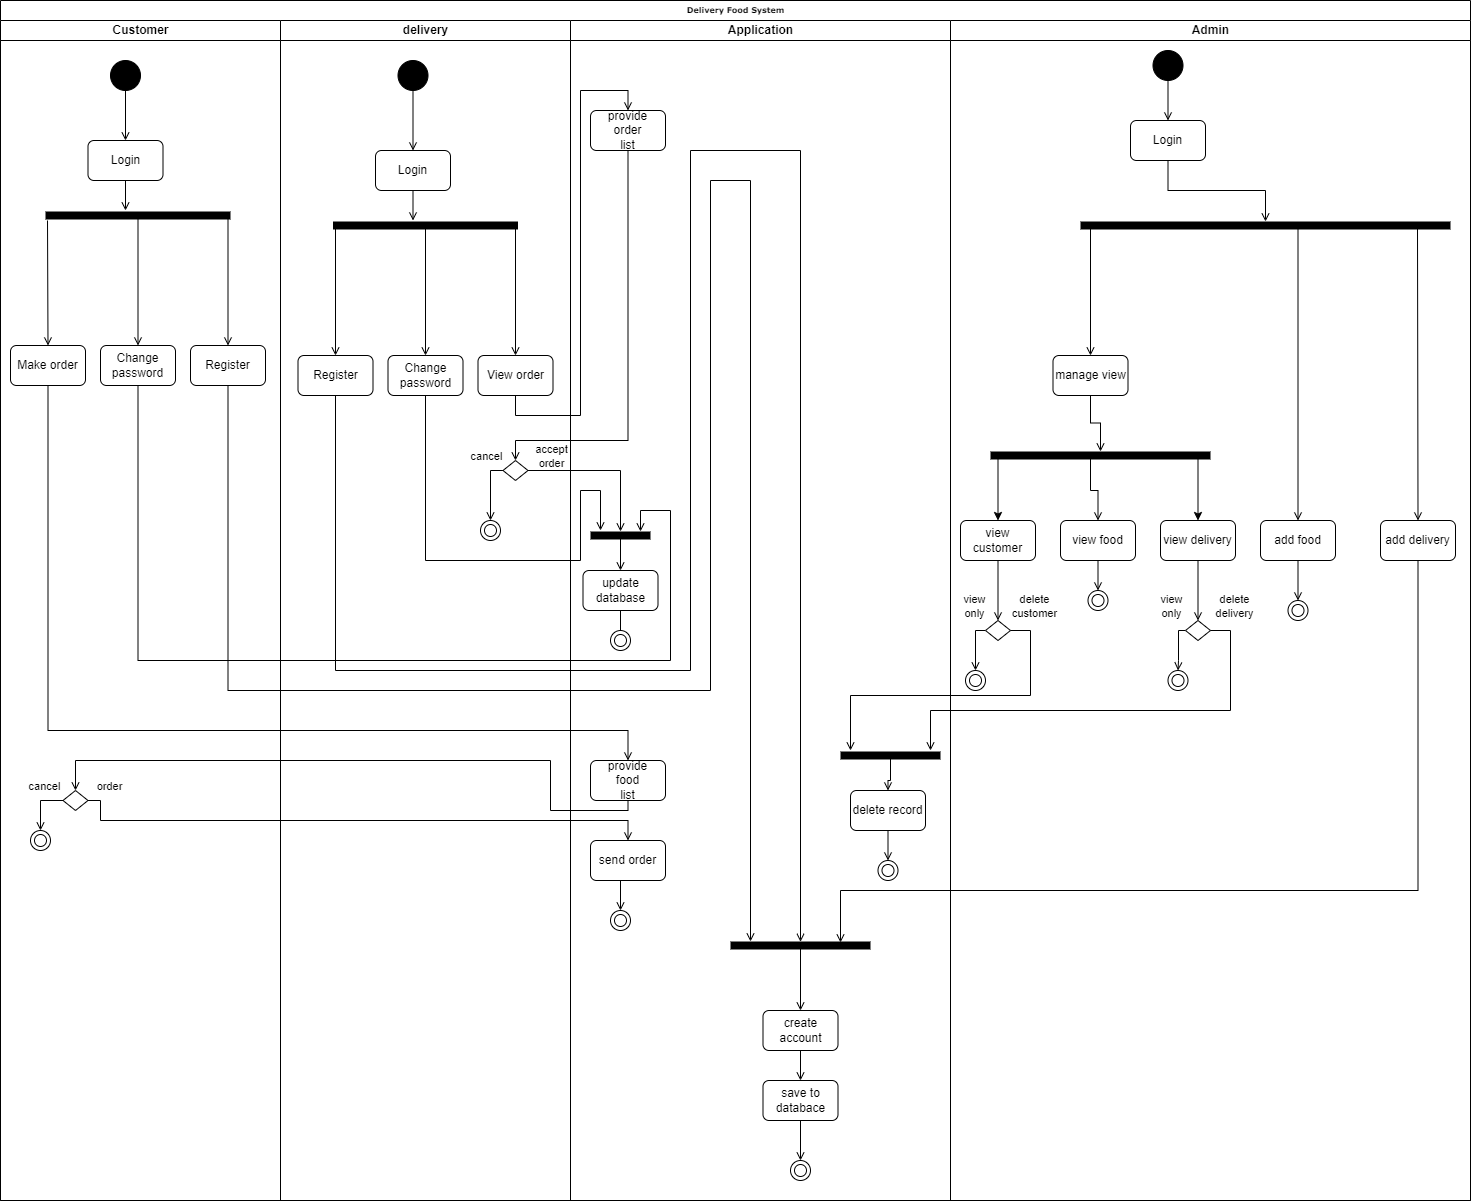 Delivery Food System
Customer
delivery
Application
Admin
provide
order
list
Login
Login
Login
Make order
Change
password
Register
Register
Change
password
View order
manage view
cancel
accept
order
view
customer
view food
view delivery
add food
add delivery
update
database
view
only
delete
customer
view
only
delete
delivery
provide
food
list
cancel
order
delete record
send order
create
account
save to
databace